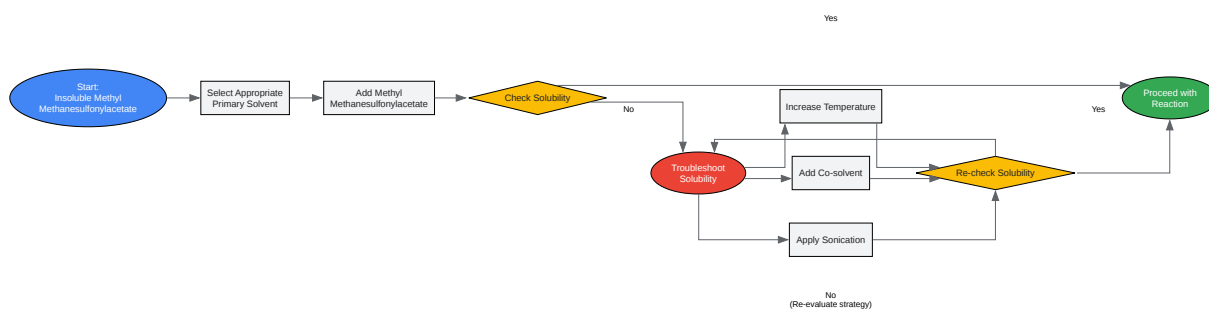 Yes
Start:
Insoluble Methyl
Methanesulfonylacetate
Select Appropriate
Primary Solvent
Add Methyl
Methanesulfonylacetate
Check Solubility
No
Increase Temperature
Yes
Proceed with
Reaction
Troubleshoot
Solubility
Add Co-solvent
Re-check Solubility
Apply Sonication
No
(Re-evaluate strategy)